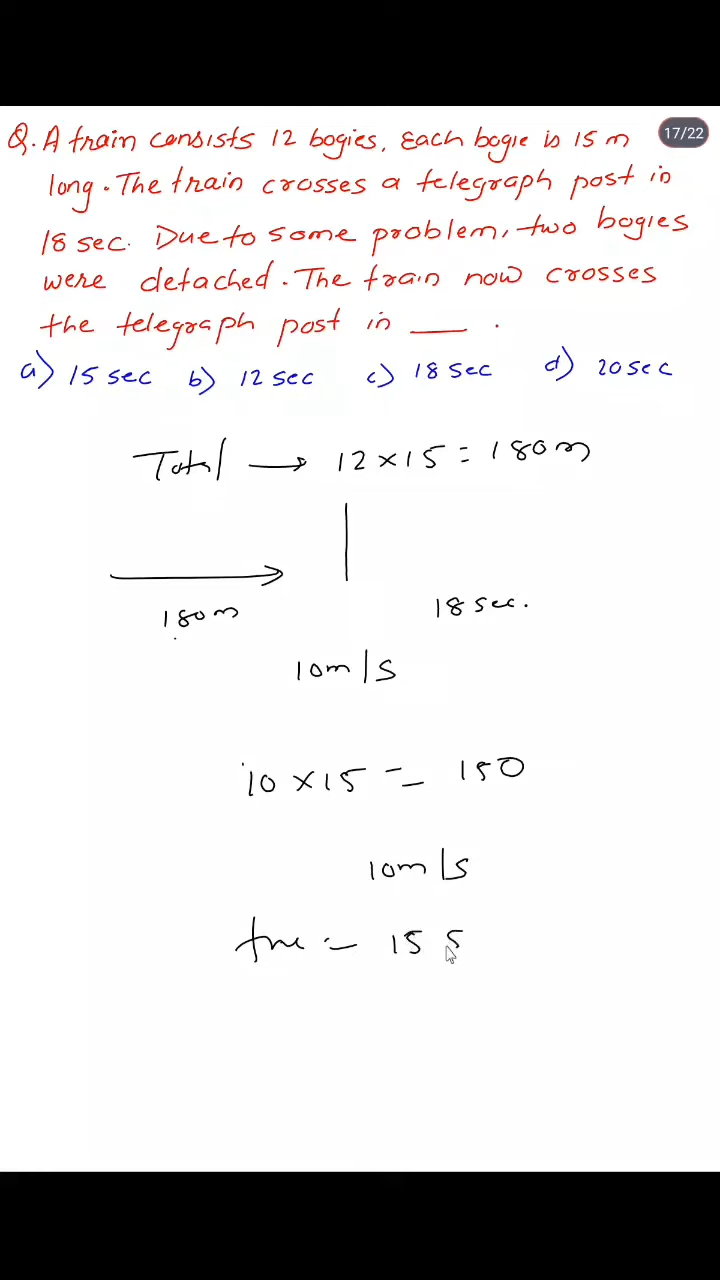 17/22
Q. A train consists 12 bogies, Each bogie is 15 m
long. The train crosses a telegraph post in
18 sec. Due to some problem, two bogies
were detached. The train now crosses
the telegraph post in ___ .
a) 15 sec b) 12 sec c) 18 sec d) 20 sec
Total → 12 × 15 = 180 m
180 m 18 sec.
10 m/s
10 × 15 = 150
10 m/s
= 15 s